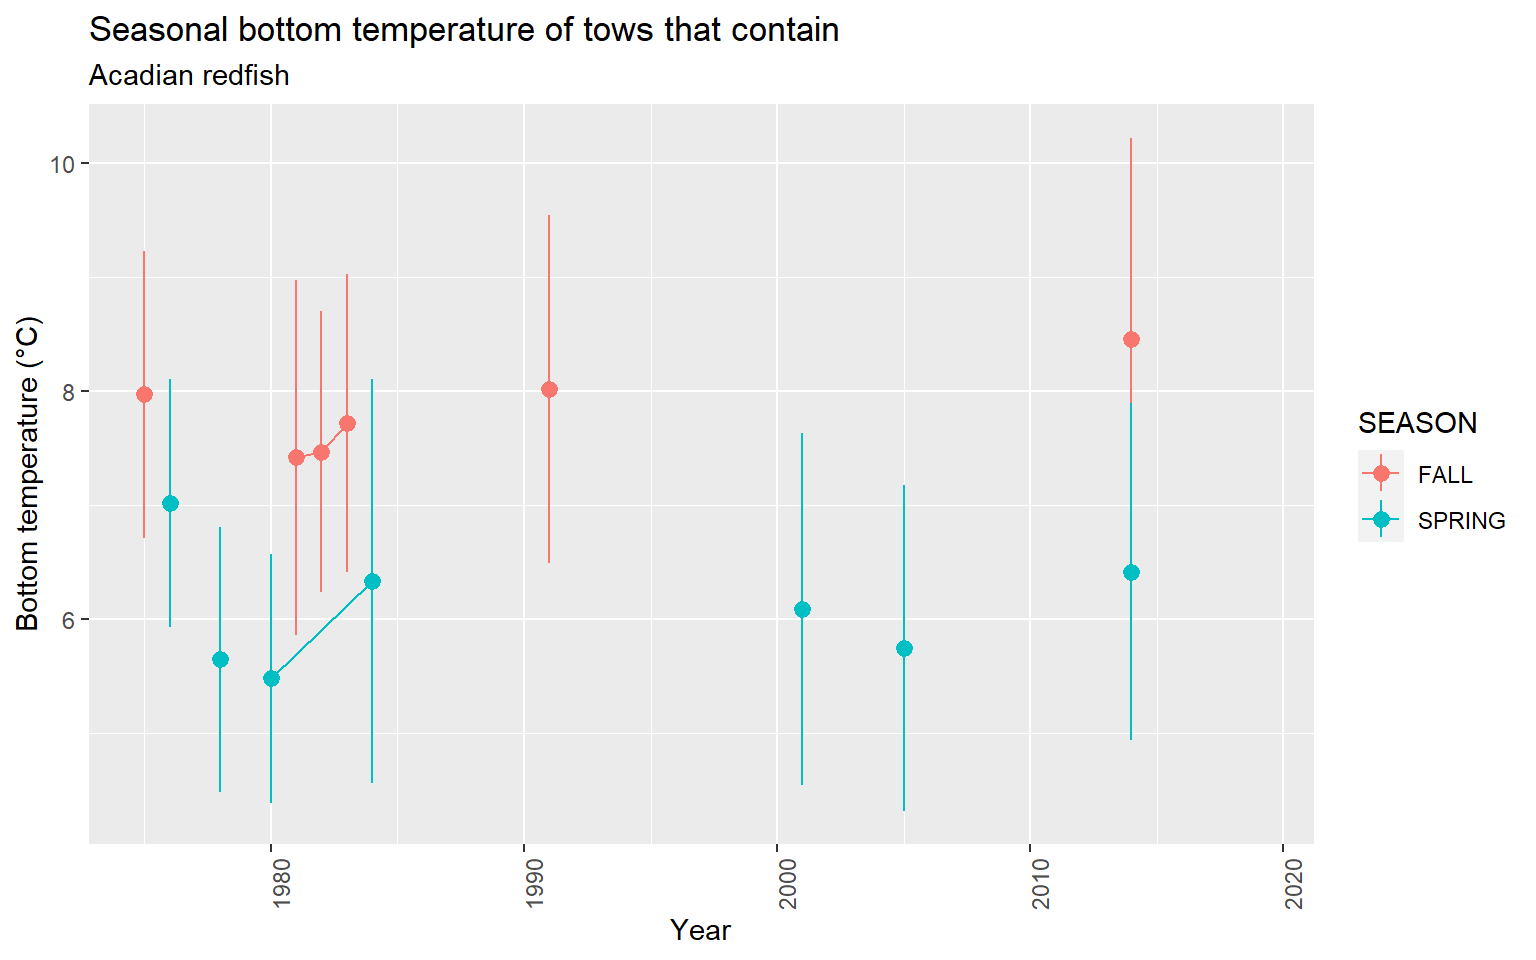 Seasonal bottom temperature of tows that contain
Acadian redfish
Bottom temperature (°C)
10
8
6
1980
1990
2000
2010
2020
Year
SEASON
FALL
SPRING